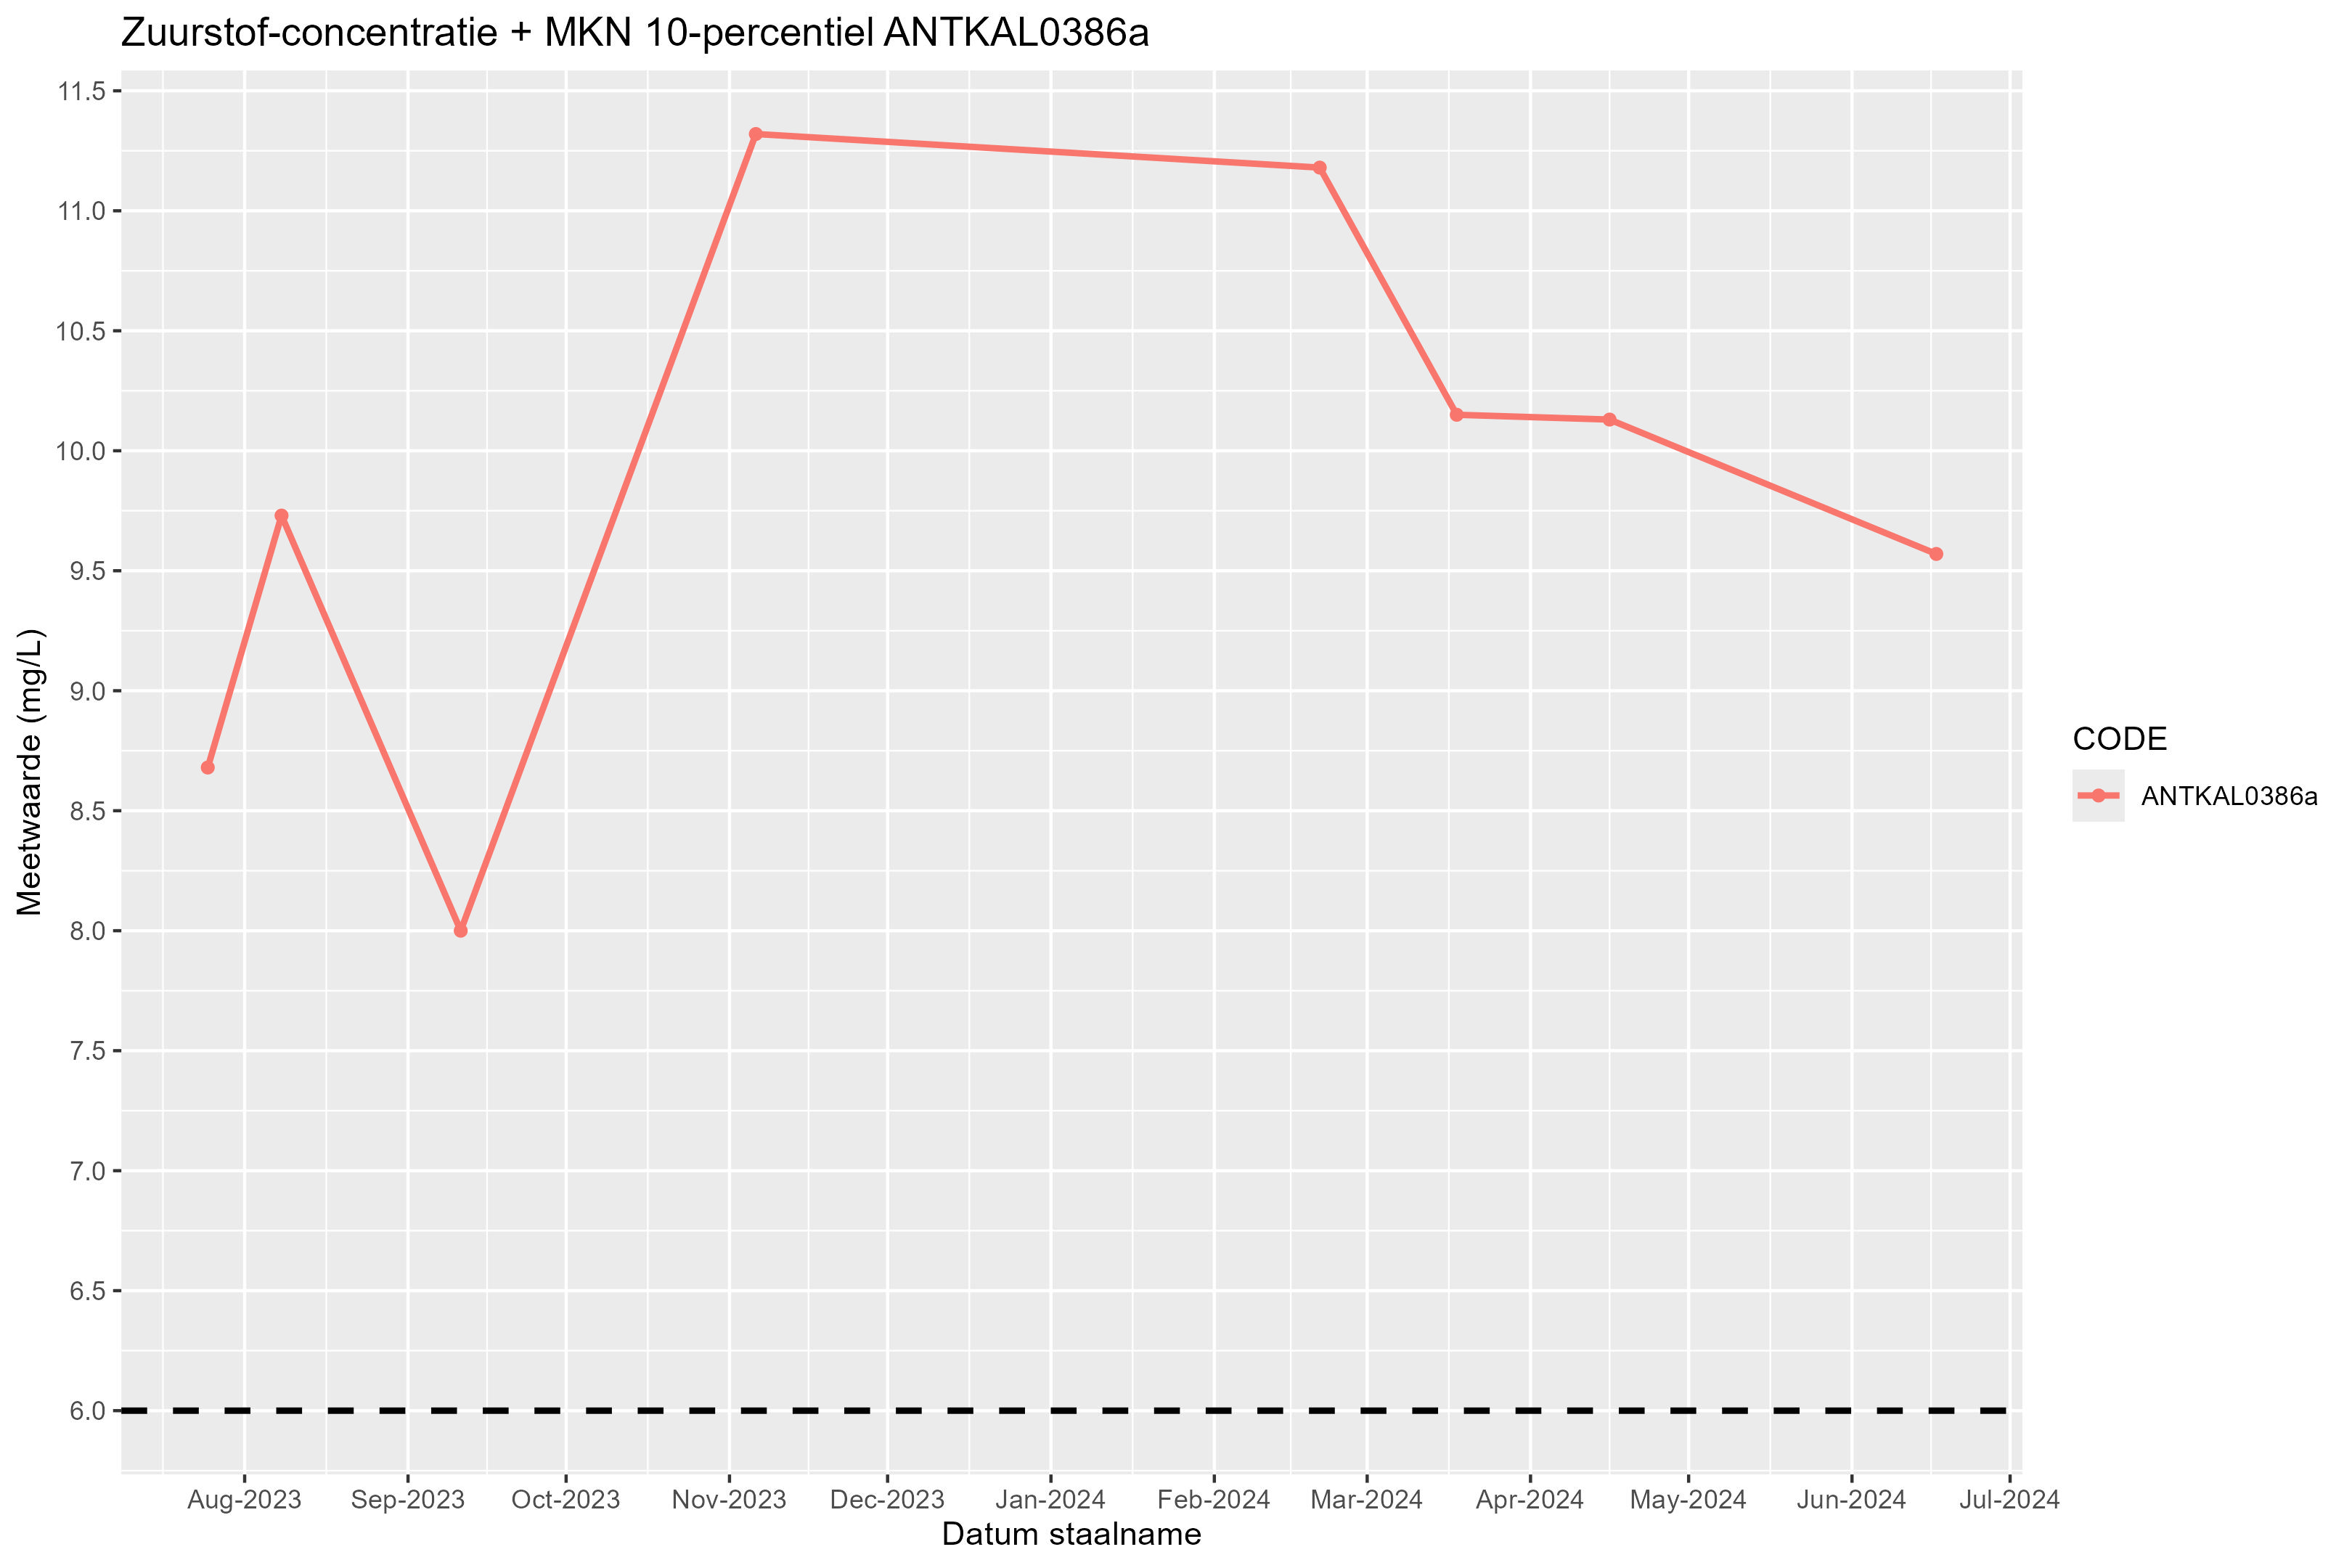 Zuurstof-concentratie + MKN 10-percentiel ANTKAL0386a
11.5
11.0
10.5
10.0
9.5
9.0
8.5
8.0
7.5
7.0
6.5
6.0
Meetwaarde (mg/L)
Aug-2023 Sep-2023 Oct-2023 Nov-2023 Dec-2023 Jan-2024 Feb-2024 Mar-2024 Apr-2024 May-2024 Jun-2024 Jul-2024
Datum staalname
CODE
ANTKAL0386a